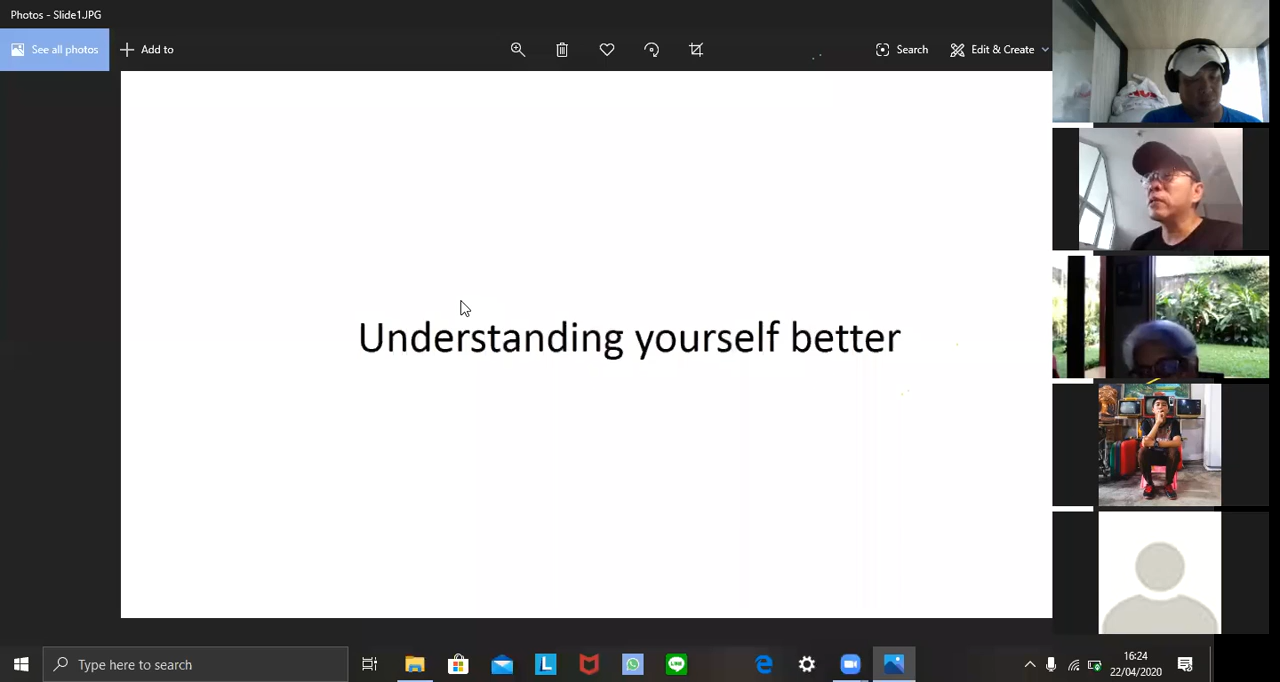 Photos - Slide1.JPG
See all photos
Add to
Search
Edit & Create
Understanding yourself better
Type here to search
16:24
22/04/2020